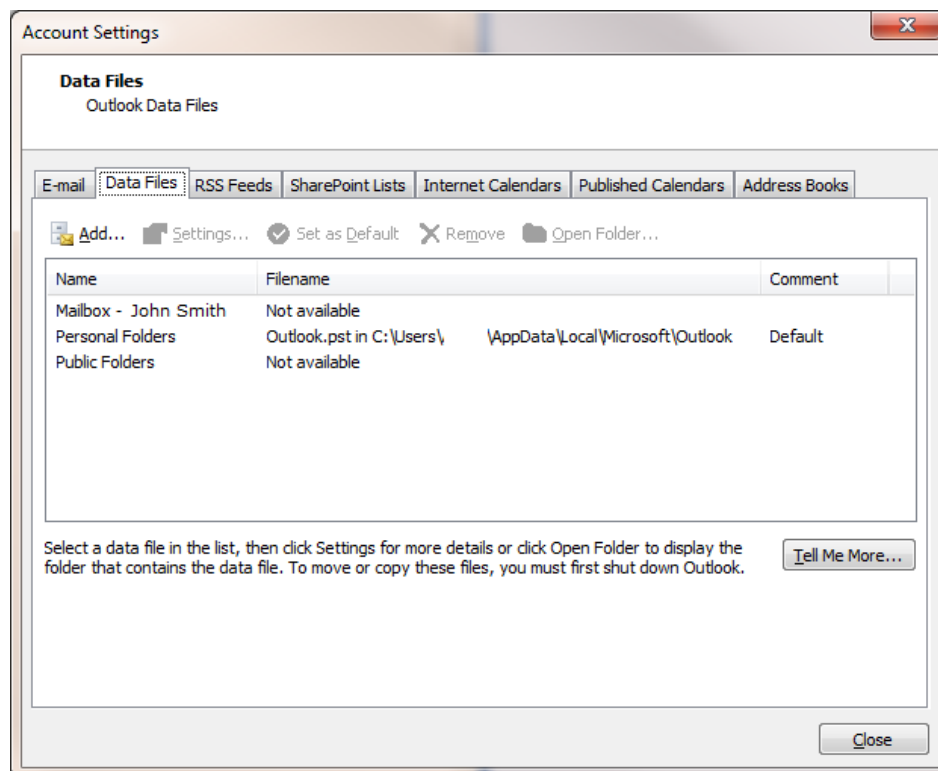 Account Settings
Data Files
Outlook Data Files
E-mail Data Files RSS Feeds SharePoint Lists Internet Calendars Published Calendars Address Books
Add... Settings... Set as Default Remove Open Folder...
Name Filename Comment
Mailbox - John Smith Not available
Personal Folders Outlook.pst in C:\Users\, \AppData\Local\Microsoft\Outlook Default
Public Folders Not available
Select a data file in the list, then click Settings for more details or click Open Folder to display the
folder that contains the data file. To move or copy these files, you must first shut down Outlook.
Tell Me More...
Close